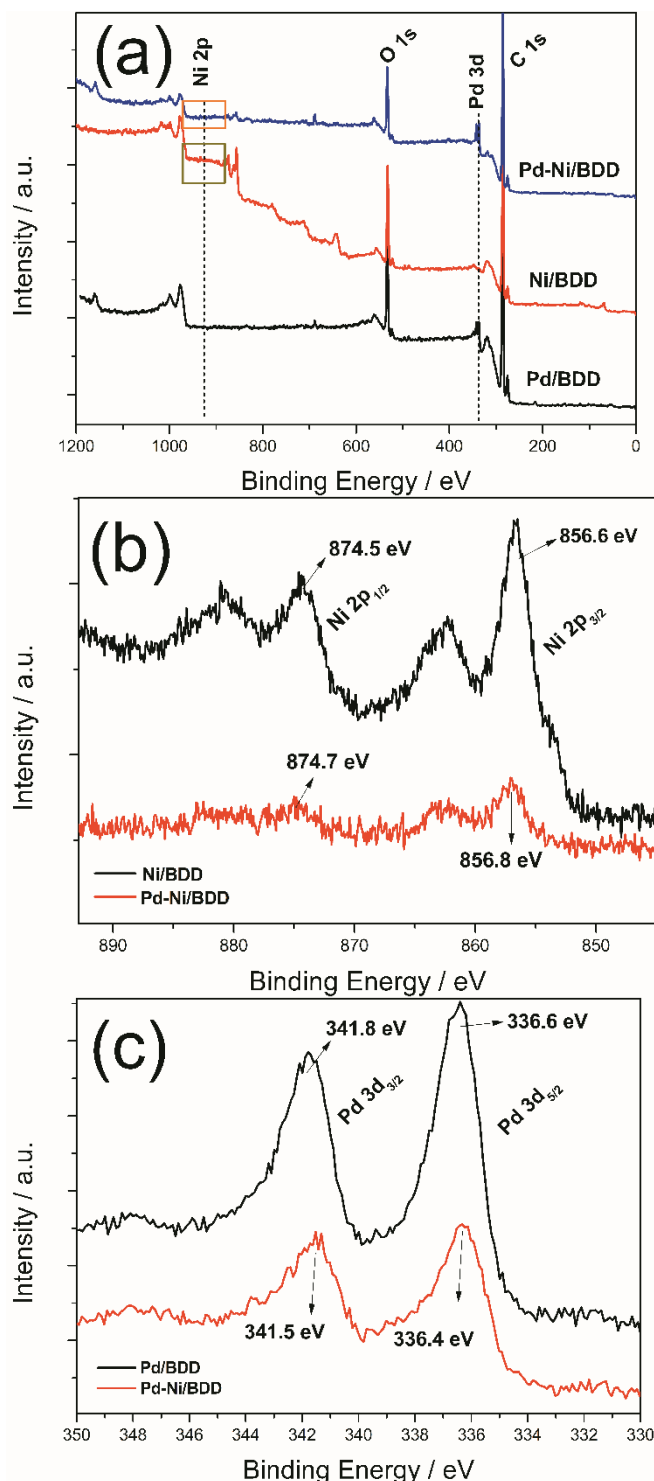 (a)
Ni 2p
O 1s
Pd 3d
C 1s
Pd-Ni/BDD
Ni/BDD
Pd/BDD
Intensity / a.u.
1200 1000 800 600 400 200 0
Binding Energy / eV
(b)
874.5 eV
856.6 eV
Ni 2p1/2
Ni 2p3/2
874.7 eV
856.8 eV
Ni/BDD
Pd-Ni/BDD
Intensity / a.u.
890 880 870 860 850
Binding Energy / eV
(c)
341.8 eV
336.6 eV
Pd 3d3/2
Pd 3d5/2
341.5 eV
336.4 eV
Pd/BDD
Pd-Ni/BDD
Intensity / a.u.
350 348 346 344 342 340 338 336 334 332 330
Binding Energy / eV